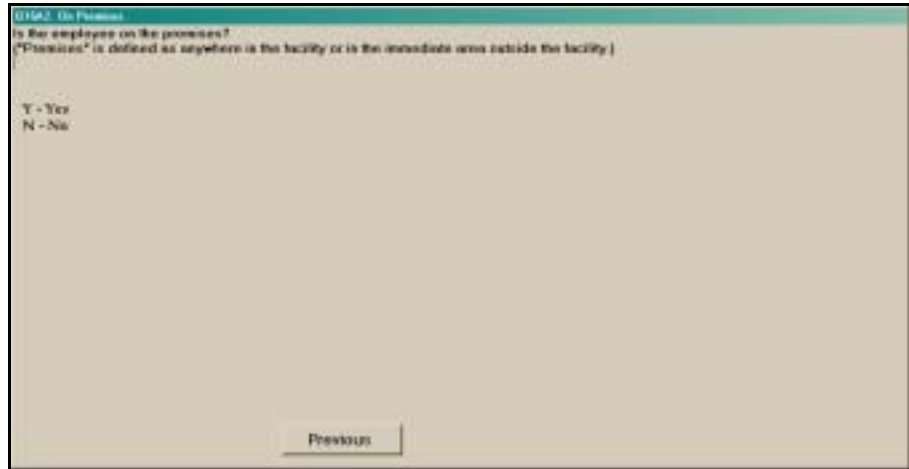 On Premises
Is the employee on the premises?
("Premises" is defined as anywhere in the facility or in the immediate area outside the facility.)
Y - Yes
N - No
Previous